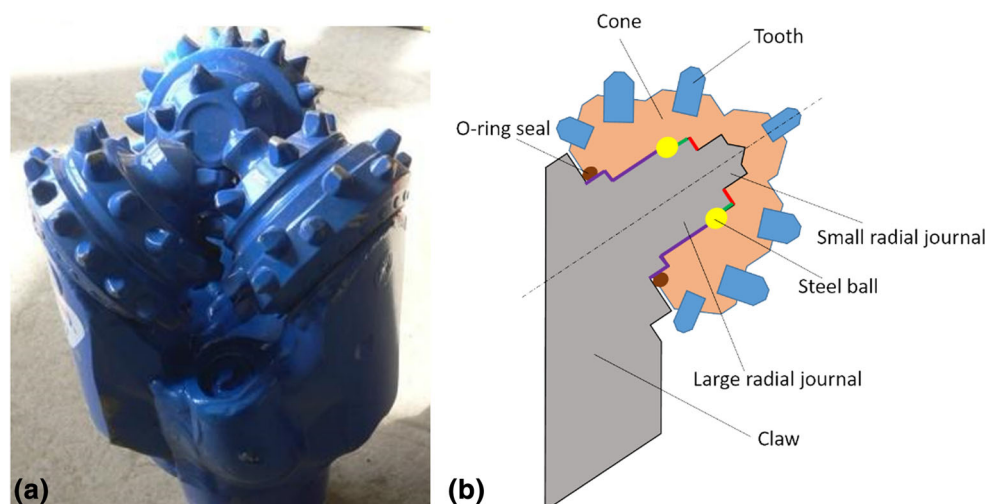 Cone
Tooth
O-ring seal
Small radial journal
Steel ball
Large radial journal
Claw
(a)
(b)